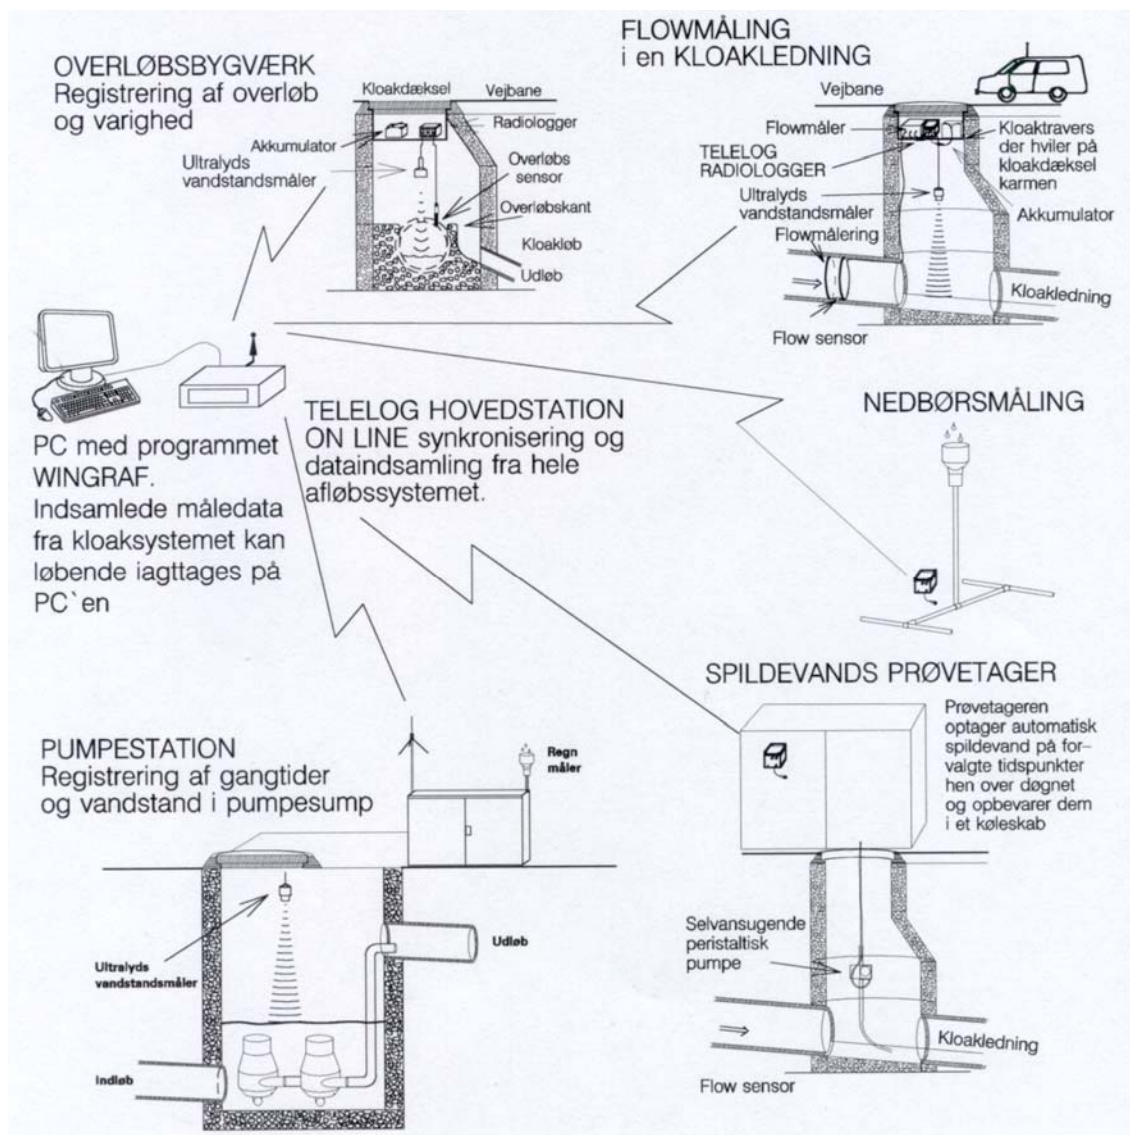 OVERLØBSBYGVÆRK
Registrering af overløb
og varighed
Kloakdæksel
Vejbane
Radiologger
Akkumulator
Ultralyds
vandstandsmåler
Overløbs
sensor
Overløbskant
Kloakløb
Udløb
FLOWMÅLING
i en KLOAKLEDNING
Vejbane
Flowmåler
TELELOG
RADIOLOGGER
Kloaktravers
der hviler på
kloakdæksel
karmen
Ultralyds
vandstandsmåler
Akkumulator
Flowmålering
Kloakledning
Flow sensor
PC med programmet
WINGRAF.
Indsamlede måledata
fra kloaksystemet kan
løbende iagttages på
PC`en
TELELOG HOVEDSTATION
ON LINE synkronisering og
dataindsamling fra hele
afløbssystemet.
NEDBØRSMÅLING
SPILDEVANDS PRØVETAGER
Prøvetageren
optager automatisk
spildevand på for-
valgte tidspunkter
hen over døgnet
og opbevarer dem
i et køleskab
Selvansugende
peristaltisk
pumpe
Kloakledning
Flow sensor
PUMPESTATION
Registrering af gangtider
og vandstand i pumpesump
Regn
måler
Ultralyds
vandstandsmåler
Udløb
Indløb